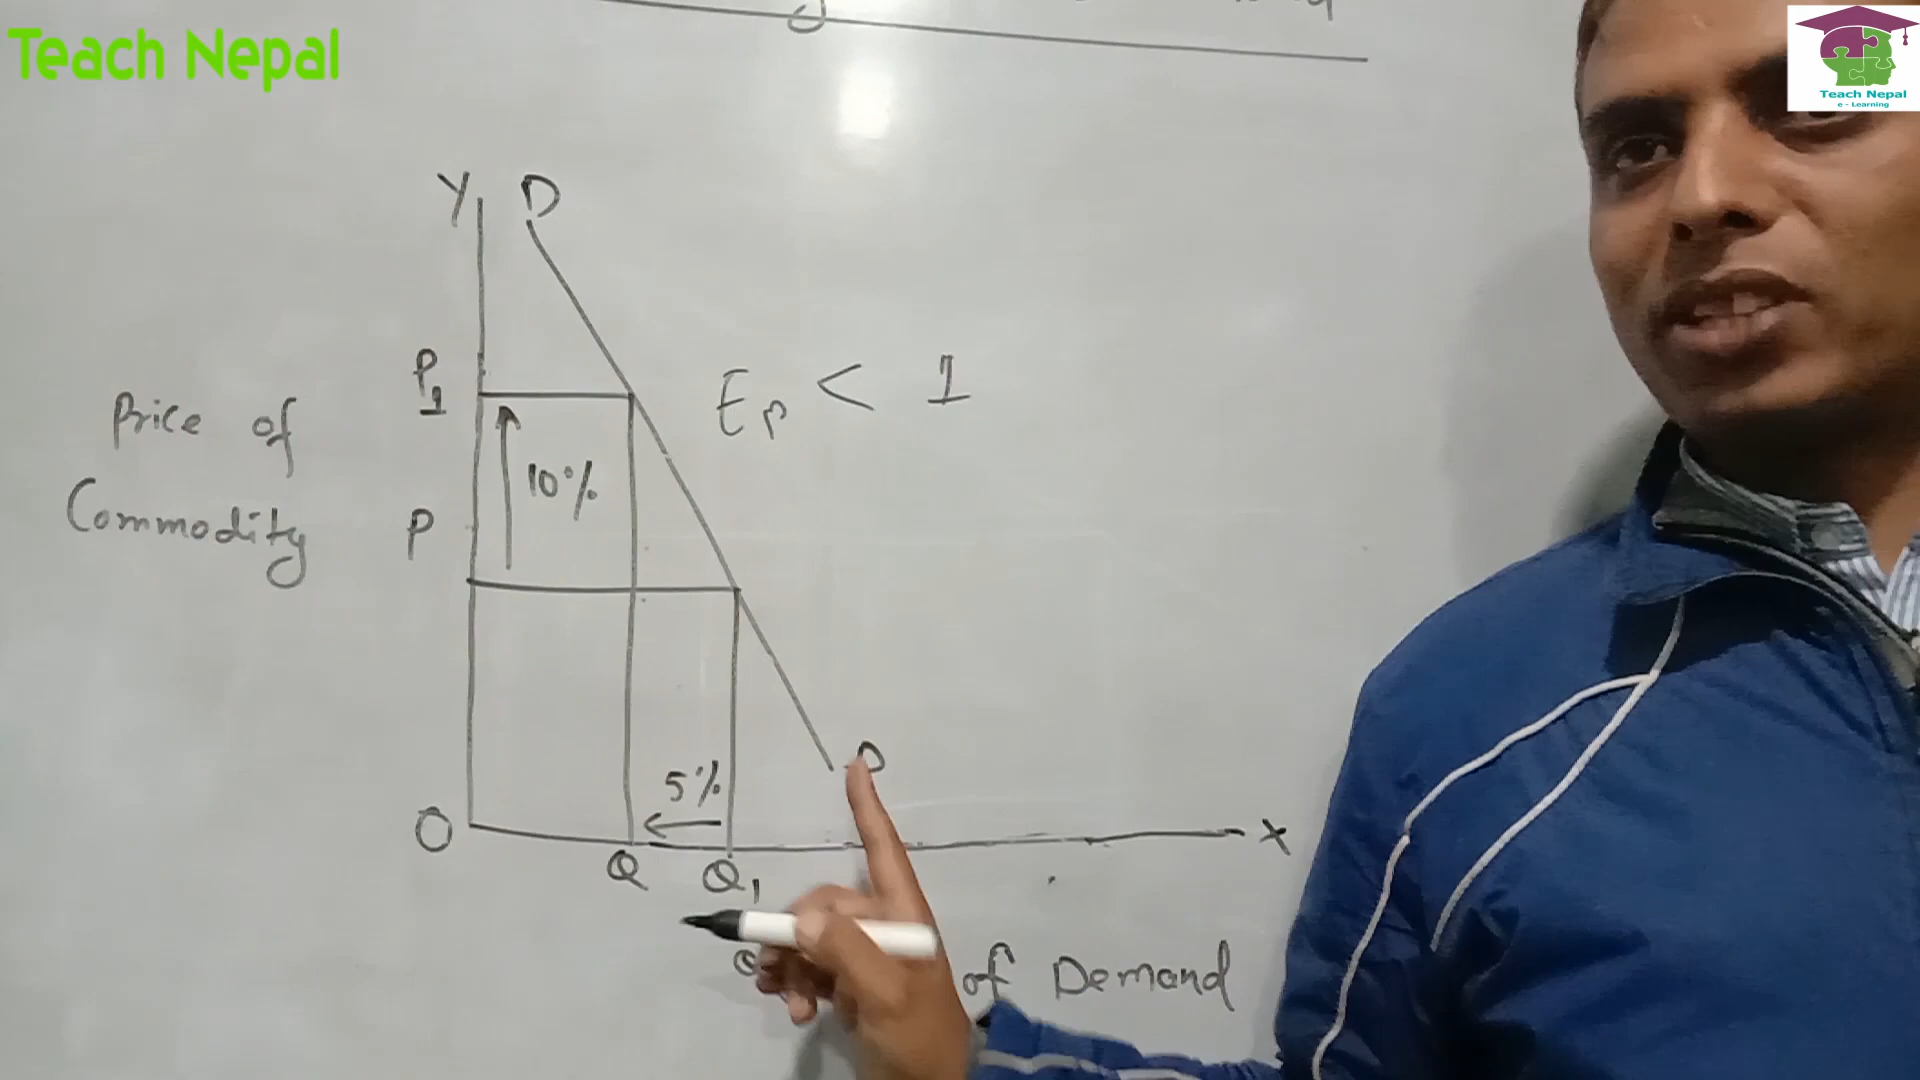 Teach Nepal
Teach Nepal
e - Learning
Y D
P1
Ep < 1
Price of
Commodity
10%
P
D
5%
O
X
Q Q1
of Demand